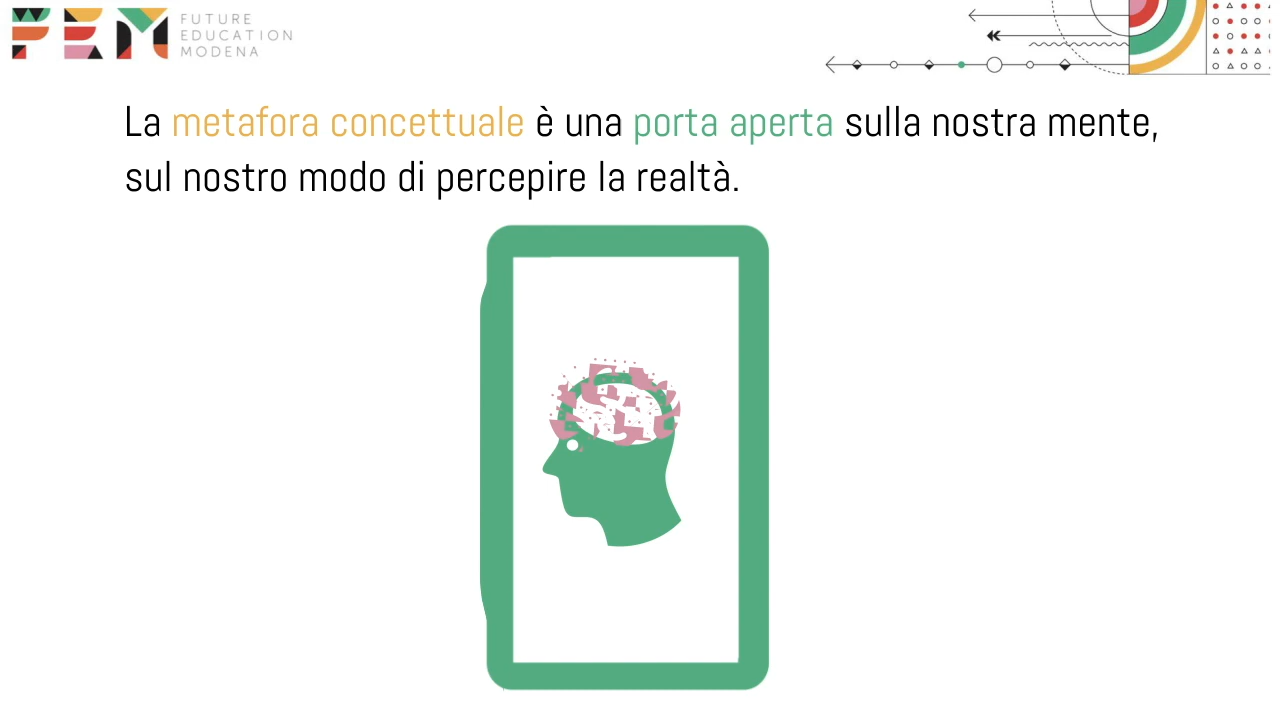 FEM
FUTURE
EDUCATION
MODENA
La metafora concettuale è una porta aperta sulla nostra mente,
sul nostro modo di percepire la realtà.